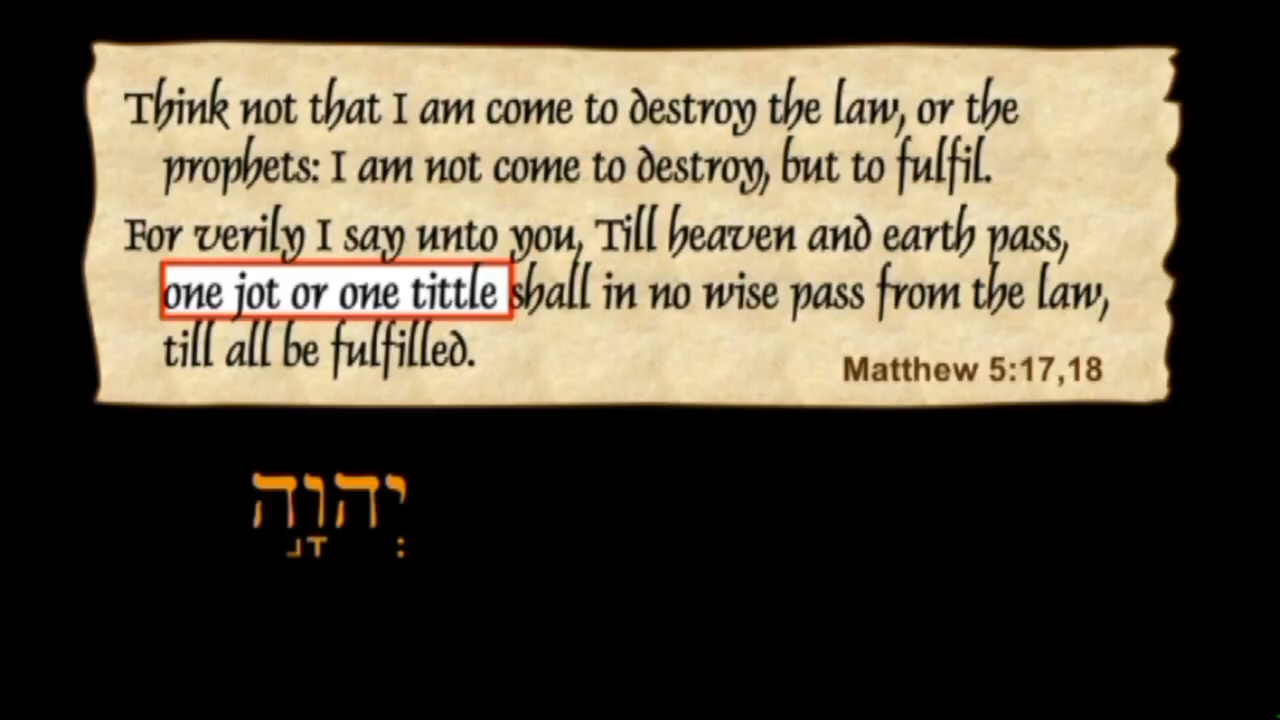 Think not that I am come to destroy the law, or the
prophets: I am not come to destroy, but to fulfil.
For verily I say unto you, Till heaven and earth pass,
one jot or one tittle shall in no wise pass from the law,
till all be fulfilled.
Matthew 5:17,18
יְהוָ֚ה